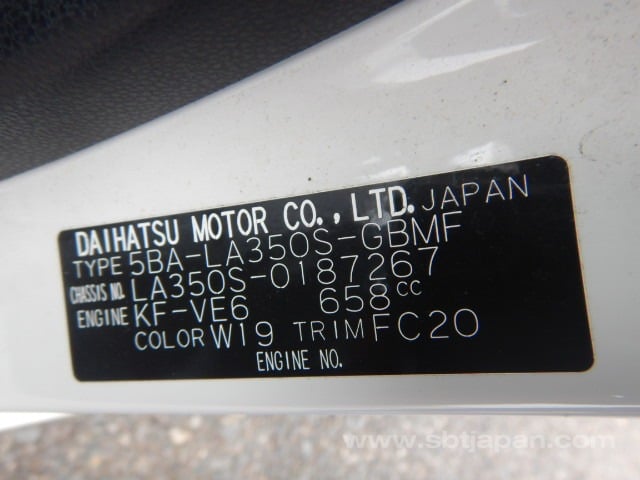 DAIHATSU MOTOR CO., LTD. JAPAN
TYPE 5BA-LA350S-GBMF
CHASSIS NO. LA350S-0187267
ENGINE KF-VE6 658cc
COLOR W19 TRIM FC20
ENGINE NO.
www.sbtjapan.com